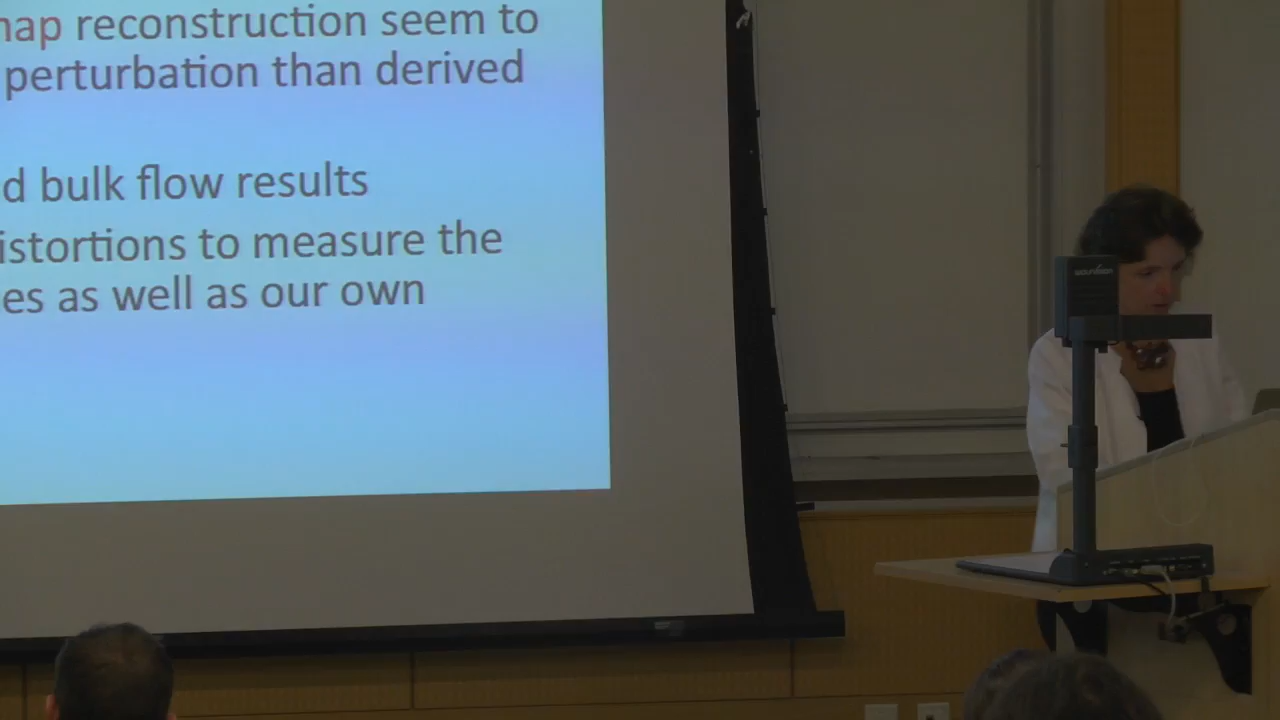 reconstruction seem to
perturbation than derived
d bulk flow results
istortions to measure the
es as well as our own